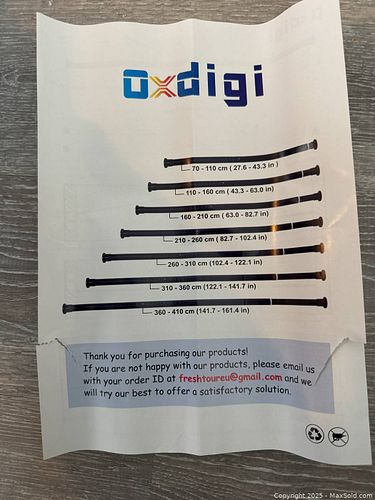 oxdigi
70 - 110 cm ( 27.6 - 43.3 in )
110 - 160 cm ( 43.3 - 63.0 in)
160 - 210 cm ( 63.0 - 82.7 in)
210 - 260 cm ( 82.7 - 102.4 in)
260 - 310 cm (102.4 - 122.1 in)
310 - 360 cm (122.1 - 141.7 in)
360 - 410 cm (141.7 - 161.4 in)
Thank you for purchasing our products!
If you are not happy with our products, please email us
with your order ID at freshtoureu@gmail.com and we
will try our best to offer a satisfactory solution.
Copyright 2025 - MaxSold.com